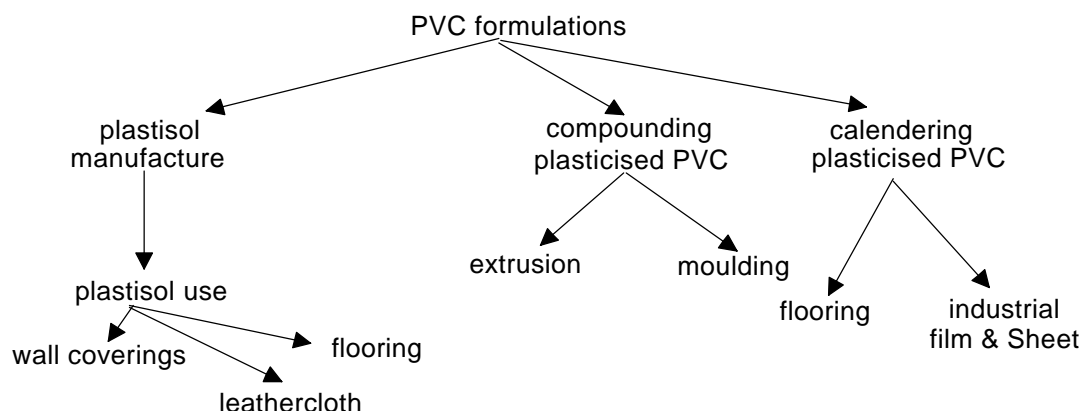 PVC formulations
plastisol
manufacture
compounding
plasticised PVC
calendering
plasticised PVC
extrusion
moulding
plastisol use
flooring
industrial
film & Sheet
wall coverings
flooring
leathercloth